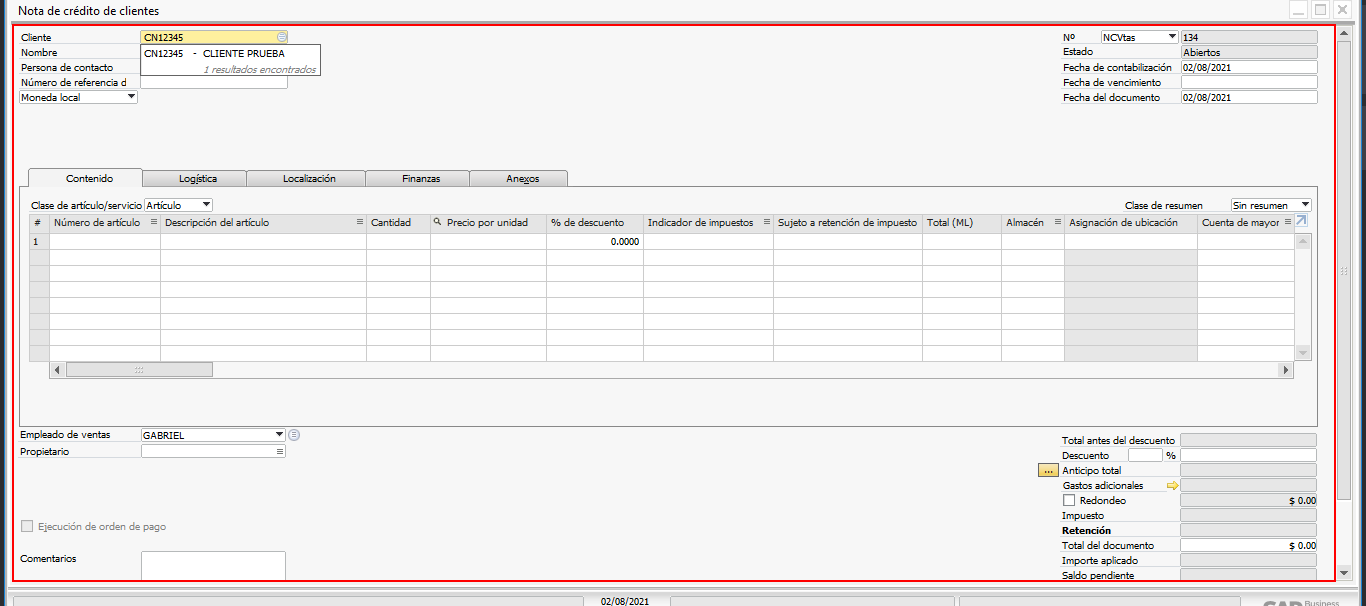 Nota de crédito de clientes
Cliente CN12345
CN12345 - CLIENTE PRUEBA
1 resultados encontrados
Nombre
Persona de contacto
Número de referencia d
Moneda local
Nº NCVtas 134
Estado Abiertos
Fecha de contabilización 02/08/2021
Fecha de vencimiento
Fecha del documento 02/08/2021
Contenido Logística Localización Finanzas Anexos
Clase de artículo/servicio Artículo Clase de resumen Sin resumen
# Número de artículo Descripción del artículo Cantidad Precio por unidad % de descuento Indicador de impuestos Sujeto a retención de impuesto Total (ML) Almacén Asignación de ubicación Cuenta de mayor
1 0.0000
Empleado de ventas GABRIEL
Propietario
Ejecución de orden de pago
Comentarios
Total antes del descuento
Descuento %
... Anticipo total
Gastos adicionales
Redondeo $ 0.00
Impuesto
Retención
Total del documento $ 0.00
Importe aplicado
Saldo pendiente
02/08/2021
SAP Business